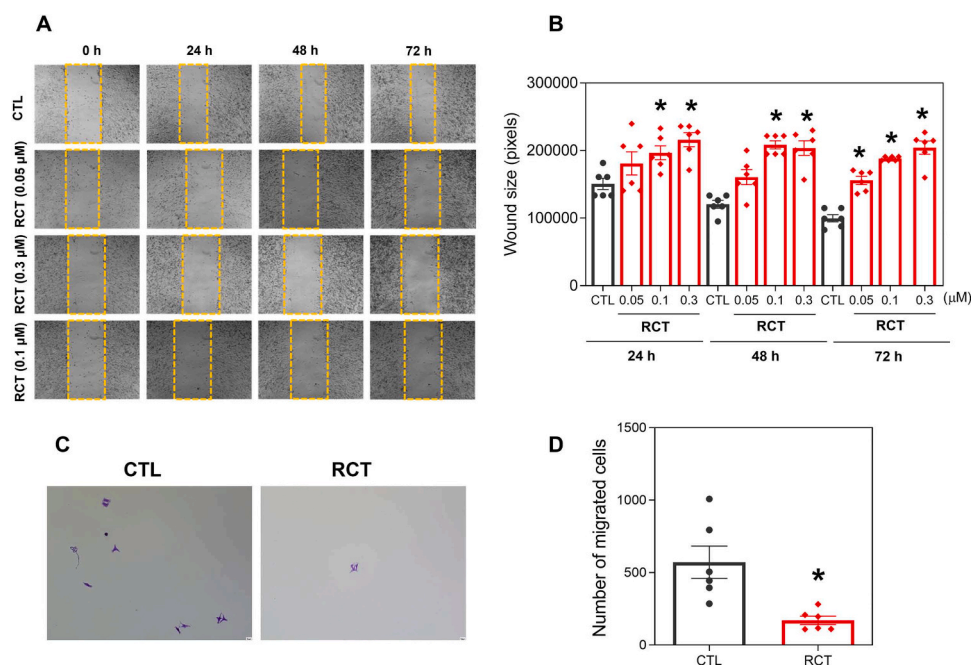 A
0 h
24 h
48 h
72 h
CTL
RCT (0.05 μM)
RCT (0.3 μM)
RCT (0.1 μM)
B
Wound size (pixels)
300000
200000
100000
0
* * * * * * *
CTL 0.05 0.1 0.3 CTL 0.05 0.1 0.3 CTL 0.05 0.1 0.3 (μM)
RCT RCT RCT
24 h 48 h 72 h
C
CTL
RCT
D
Number of migrated cells
1500
1000
500
0
*
CTL RCT